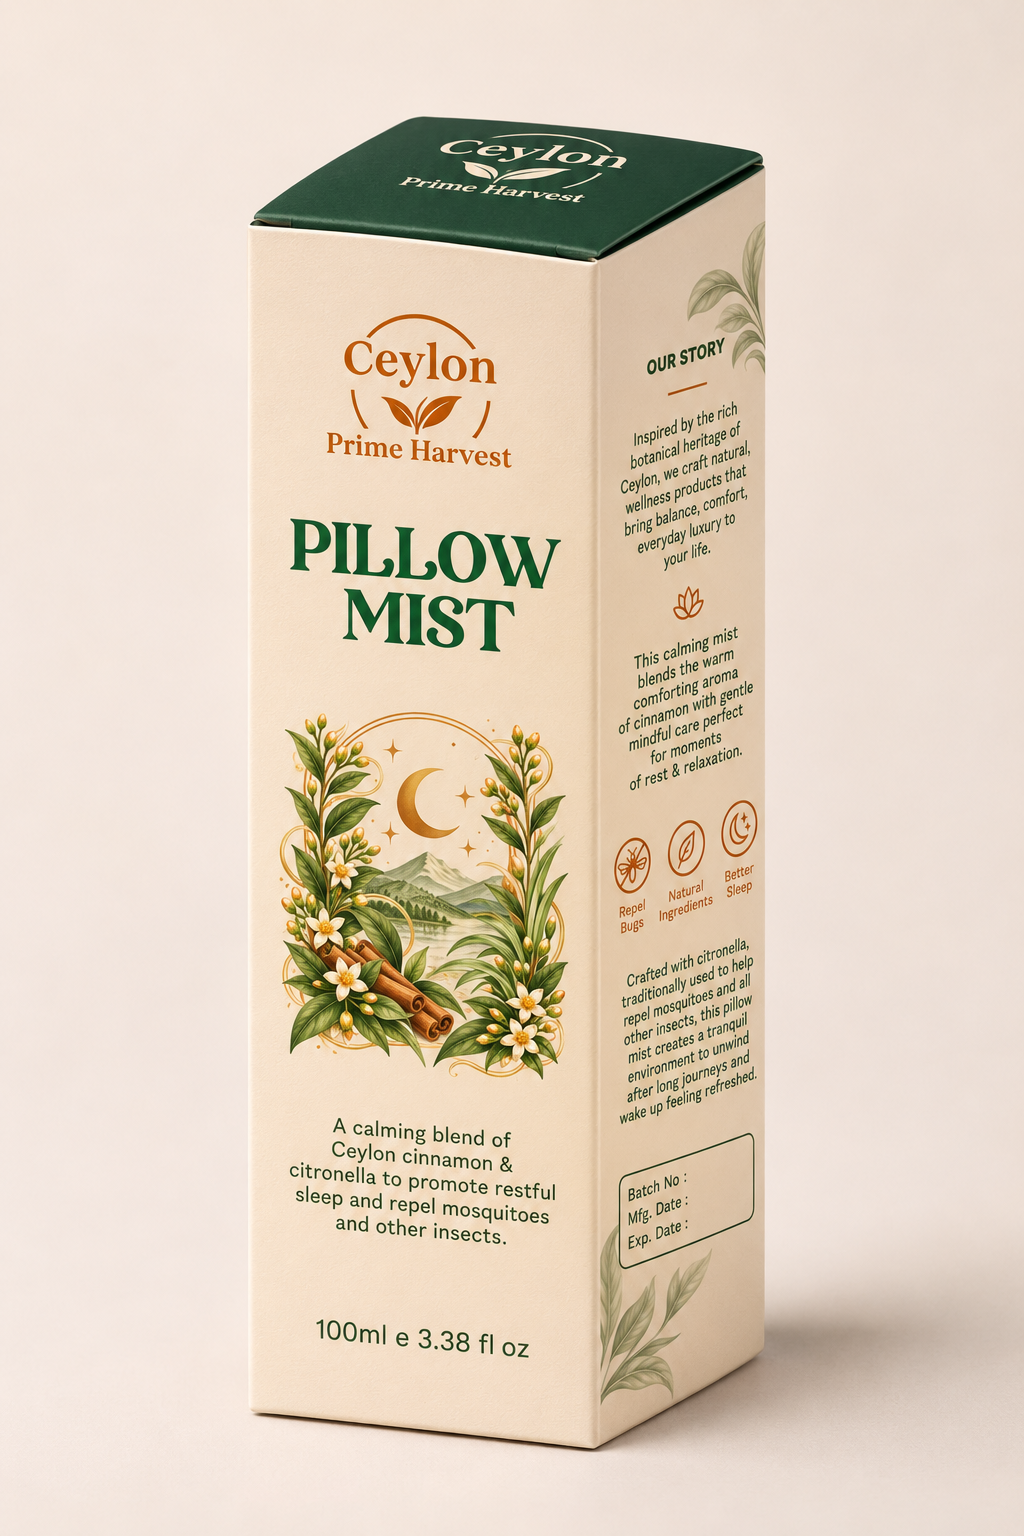 Ceylon
Prime Harvest
Ceylon
Prime Harvest
PILLOW
MIST
A calming blend of
Ceylon cinnamon &
citronella to promote restful
sleep and repel mosquitoes
and other insects.
100ml e 3.38 fl oz
OUR STORY
Inspired by the rich
botanical heritage of
Ceylon, we craft natural,
wellness products that
bring balance, comfort,
everyday luxury to
your life.
This calming mist
blends the warm
comforting aroma
of cinnamon with gentle
mindful care perfect
for moments
of rest & relaxation.
Repel
Bugs
Natural
Ingredients
Better
Sleep
Crafted with citronella,
traditionally used to help
repel mosquitoes and all
other insects, this pillow
mist creates a tranquil
environment to unwind
after long journeys and
wake up feeling refreshed.
Batch No :
Mfg. Date :
Exp. Date :